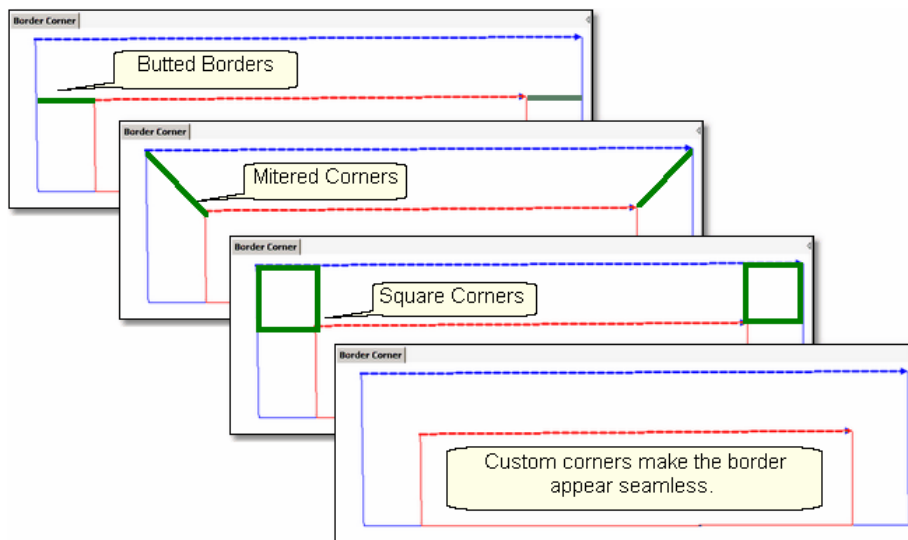 Border Corner
Butted Borders
Border Corner
Mitered Corners
Border Corner
Square Corners
Border Corner
Custom corners make the border
appear seamless.